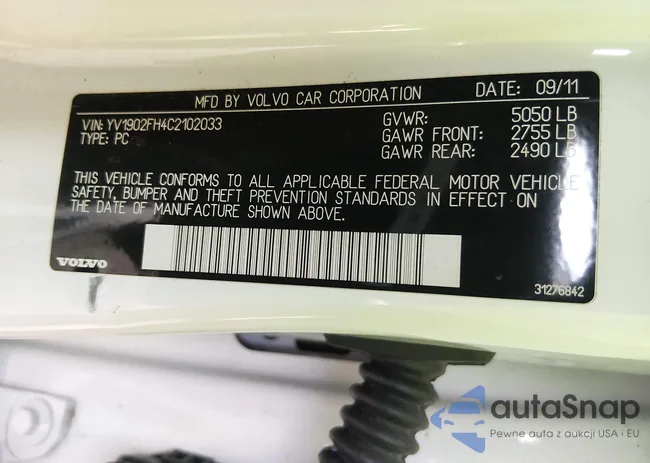 MFD BY VOLVO CAR CORPORATION DATE: 09/11
VIN: YV1902FH4C2102033 GVWR: 5050 LB
TYPE: PC GAWR FRONT: 2755 LB
GAWR REAR: 2490 LB
THIS VEHICLE CONFORMS TO ALL APPLICABLE FEDERAL MOTOR VEHICLE
SAFETY, BUMPER AND THEFT PREVENTION STANDARDS IN EFFECT ON
THE DATE OF MANUFACTURE SHOWN ABOVE.
VOLVO
31276842
autaSnap
Pewne auta z aukcji USA i EU